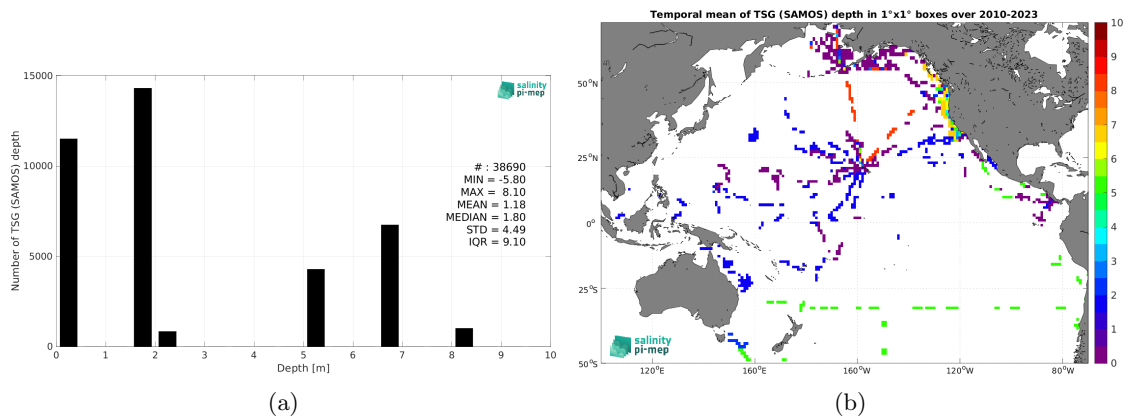 Number of TSG (SAMOS) depth
15000
10000
5000
0
0 1 2 3 4 5 6 7 8 9 10
Depth [m]
salinity
pi-mep
# : 38690
MIN = -5.80
MAX = 8.10
MEAN = 1.18
MEDIAN = 1.80
STD = 4.49
IQR = 9.10
(a)
Temporal mean of TSG (SAMOS) depth in 1°x1° boxes over 2010-2023
50°N
25°N
0°
25°S
50°S
120°E
160°E
160°W
120°W
80°W
salinity
pi-mep
10
9
8
7
6
5
4
3
2
1
0
(b)